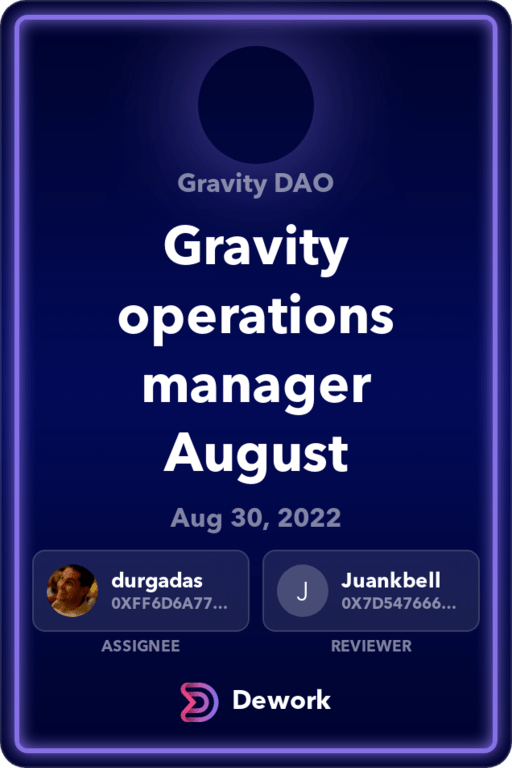 Gravity DAO
Gravity
operations
manager
August
Aug 30, 2022
durgadas
0XFF6D6A77...
ASSIGNEE
J
Juankbell
0X7D547666...
REVIEWER
Dework